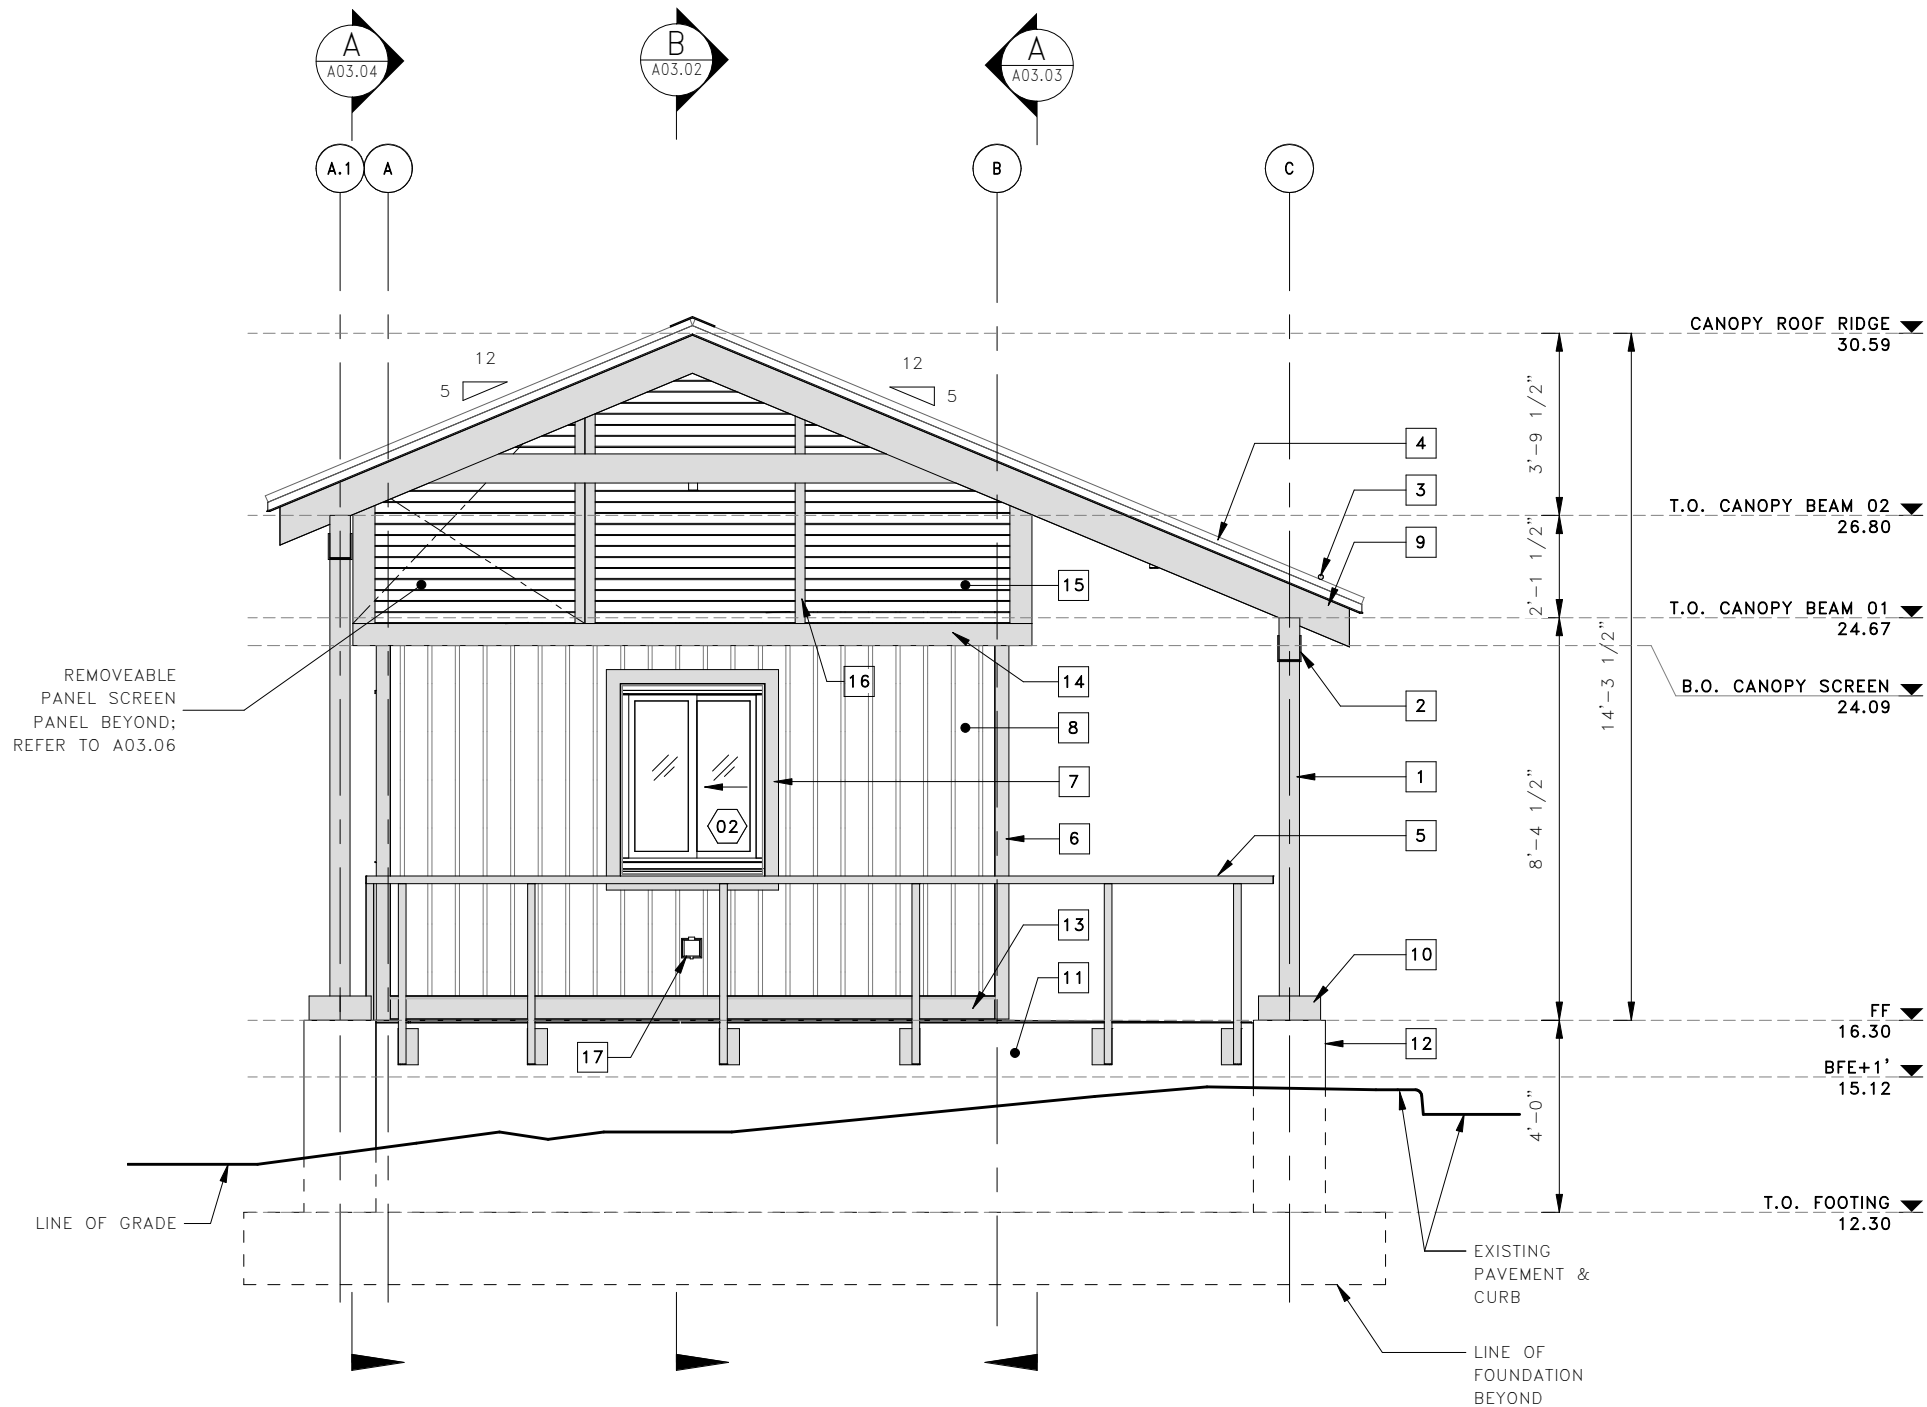 A
A03.04
B
A03.02
A
A03.03
A.1
A
B
C
CANOPY ROOF RIDGE
30.59
12
5
12
5
3'-9 1/2"
4
3
T.O. CANOPY BEAM 02
26.80
9
2'-1 1/2"
15
T.O. CANOPY BEAM 01
24.67
14'-3 1/2"
REMOVEABLE
PANEL SCREEN
PANEL BEYOND;
REFER TO A03.06
16
14
B.O. CANOPY SCREEN
24.09
2
8
7
1
8'-4 1/2"
02
6
5
13
10
11
FF
16.30
17
12
BFE+1'
15.12
4'-0"
LINE OF GRADE
T.O. FOOTING
12.30
EXISTING
PAVEMENT &
CURB
LINE OF
FOUNDATION
BEYOND